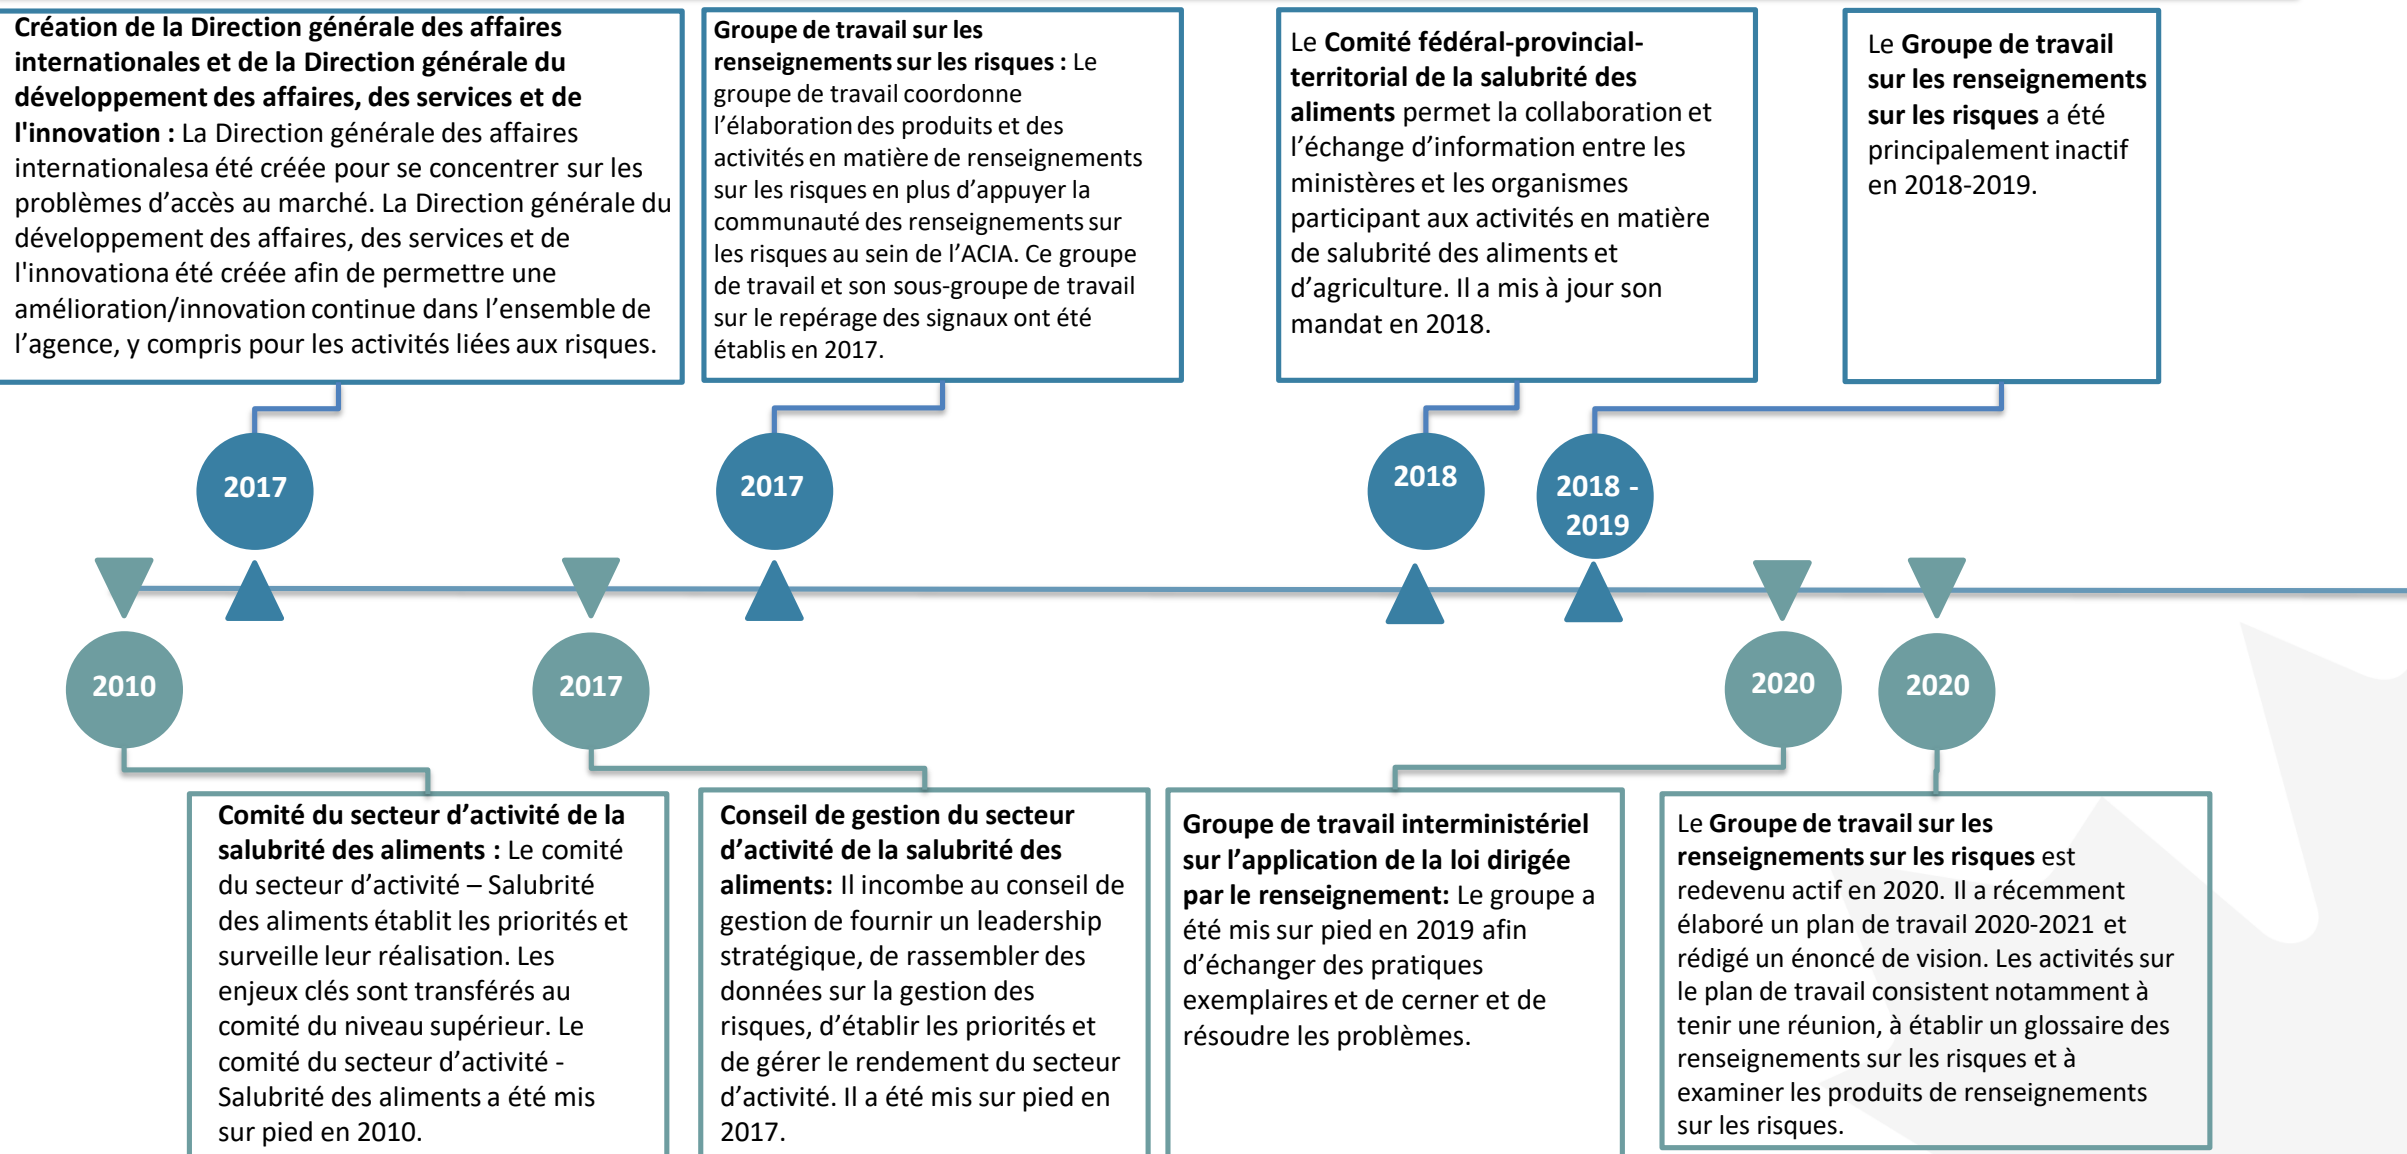 Création de la Direction générale des affaires
internationales et de la Direction générale du
développement des affaires, des services et de
l'innovation : La Direction générale des affaires
internationalesa été créée pour se concentrer sur les
problèmes d’accès au marché. La Direction générale du
développement des affaires, des services et de
l'innovationa été créée afin de permettre une
amélioration/innovation continue dans l’ensemble de
l’agence, y compris pour les activités liées aux risques.
Groupe de travail sur les
renseignements sur les risques : Le
groupe de travail coordonne
l’élaboration des produits et des
activités en matière de renseignements
sur les risques en plus d’appuyer la
communauté des renseignements sur
les risques au sein de l’ACIA. Ce groupe
de travail et son sous-groupe de travail
sur le repérage des signaux ont été
établis en 2017.
Le Comité fédéral-provincial-
territorial de la salubrité des
aliments permet la collaboration et
l’échange d’information entre les
ministères et les organismes
participant aux activités en matière
de salubrité des aliments et
d’agriculture. Il a mis à jour son
mandat en 2018.
Le Groupe de travail
sur les renseignements
sur les risques a été
principalement inactif
en 2018-2019.
2017
2017
2018
2018 -
2019
2010
2017
2020
2020
Comité du secteur d’activité de la
salubrité des aliments : Le comité
du secteur d’activité – Salubrité
des aliments établit les priorités et
surveille leur réalisation. Les
enjeux clés sont transférés au
comité du niveau supérieur. Le
comité du secteur d’activité -
Salubrité des aliments a été mis
sur pied en 2010.
Conseil de gestion du secteur
d’activité de la salubrité des
aliments: Il incombe au conseil de
gestion de fournir un leadership
stratégique, de rassembler des
données sur la gestion des
risques, d’établir les priorités et
de gérer le rendement du secteur
d’activité. Il a été mis sur pied en
2017.
Groupe de travail interministériel
sur l’application de la loi dirigée
par le renseignement: Le groupe a
été mis sur pied en 2019 afin
d’échanger des pratiques
exemplaires et de cerner et de
résoudre les problèmes.
Le Groupe de travail sur les
renseignements sur les risques est
redevenu actif en 2020. Il a récemment
élaboré un plan de travail 2020-2021 et
rédigé un énoncé de vision. Les activités sur
le plan de travail consistent notamment à
tenir une réunion, à établir un glossaire des
renseignements sur les risques et à
examiner les produits de renseignements
sur les risques.